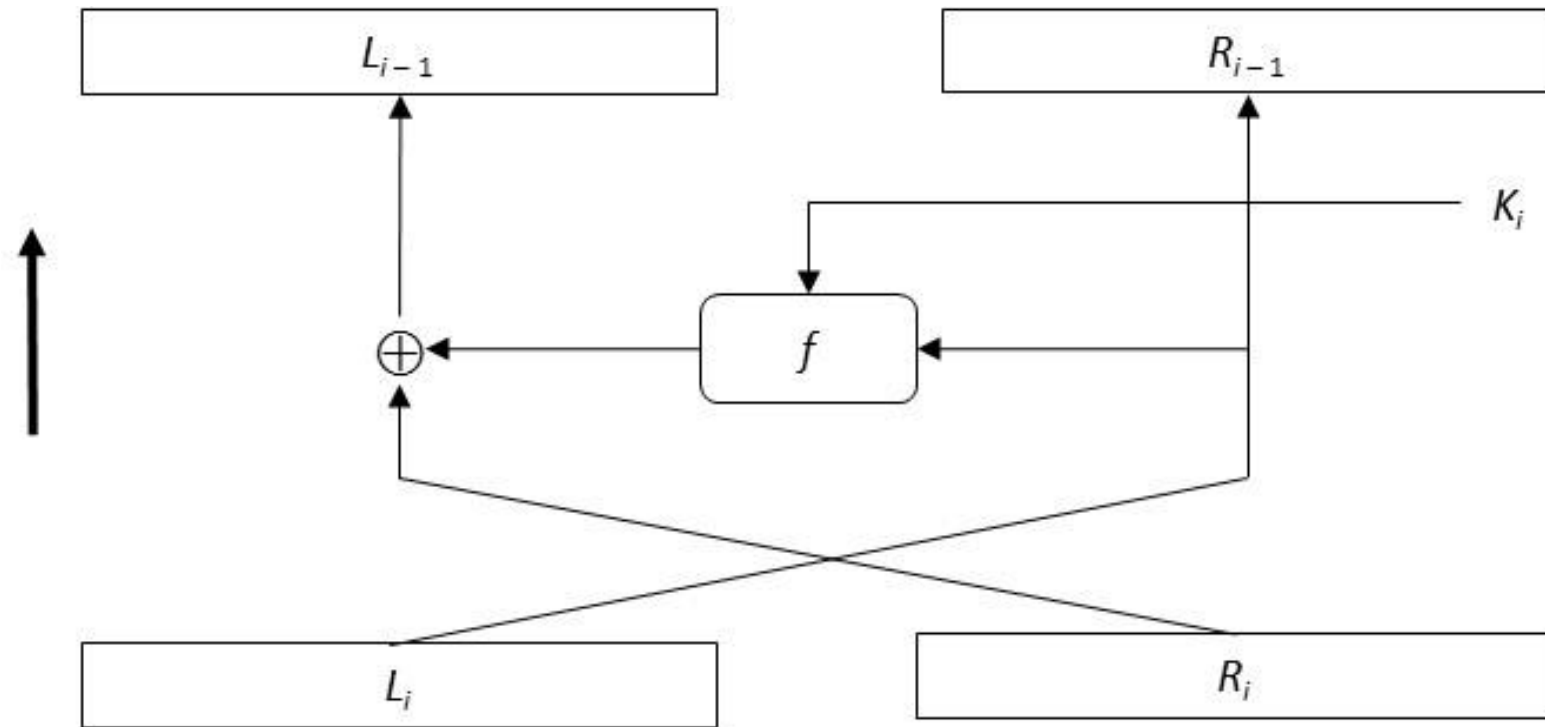 L_{i-1} R_{i-1}
K_i
⊕ f
L_i R_i